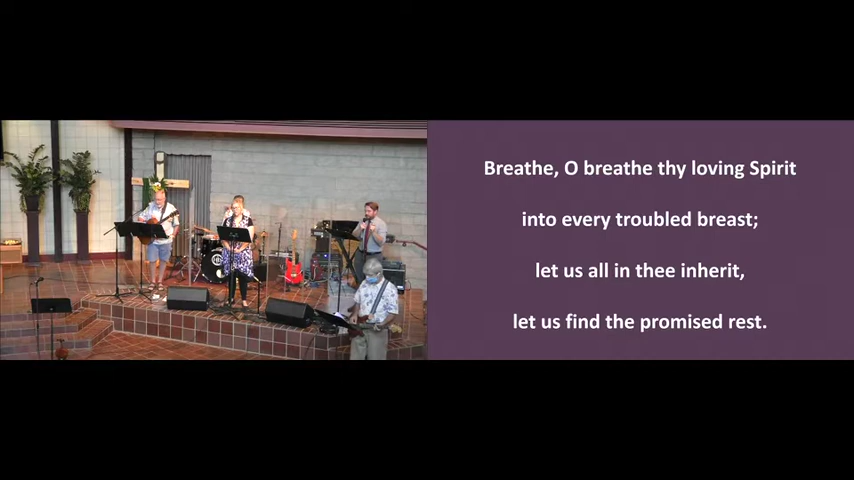 Breathe, O breathe thy loving Spirit
into every troubled breast;
let us all in thee inherit,
let us find the promised rest.